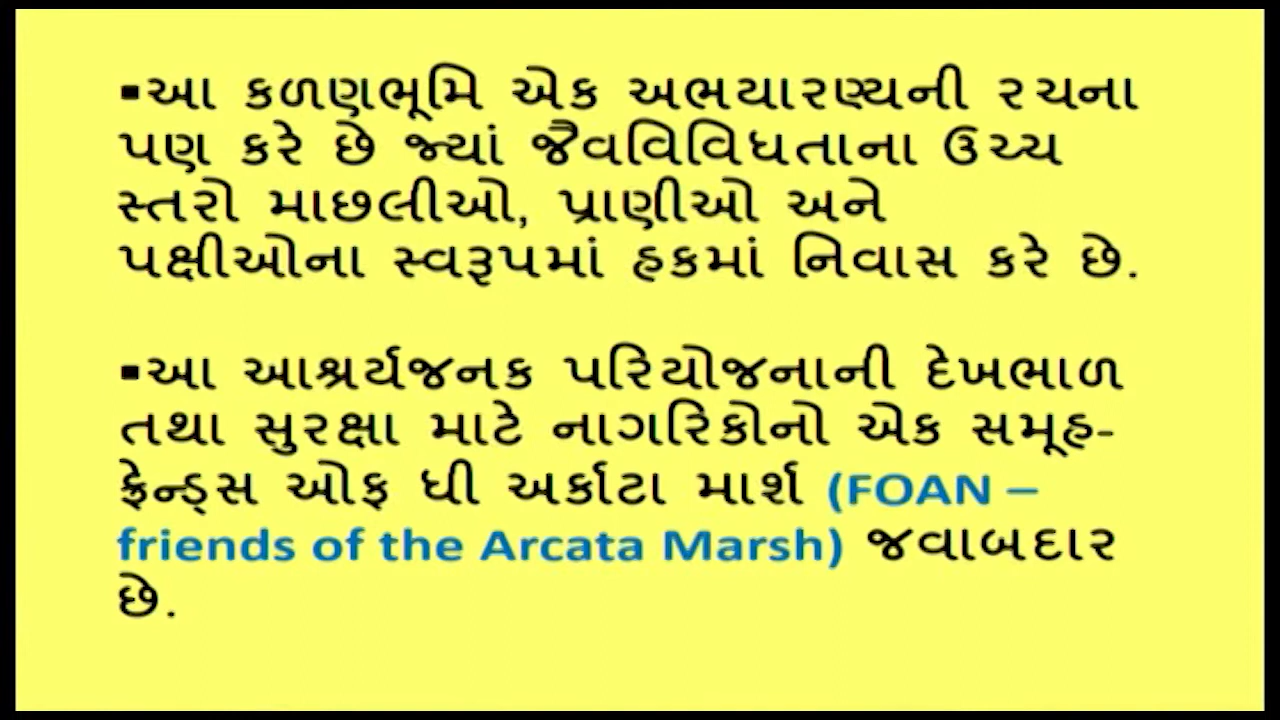 ▪આ કળણભૂમિ એક અભયારણ્યની રચના
પણ કરે છે જ્યાં જૈવવિવિધતાના ઉચ્ચ
સ્તરો માછલીઓ, પ્રાણીઓ અને
પક્ષીઓના સ્વરૂપમાં હકમાં નિવાસ કરે છે.
▪આ આશ્રર્યજનક પરિયોજનાની દેખભાળ
તથા સુરક્ષા માટે નાગરિકોનો એક સમૂહ-
ફ્રેન્ડ્સ ઓફ ધી અર્કાટા માર્શ (FOAN –
friends of the Arcata Marsh) જવાબદાર
છે.